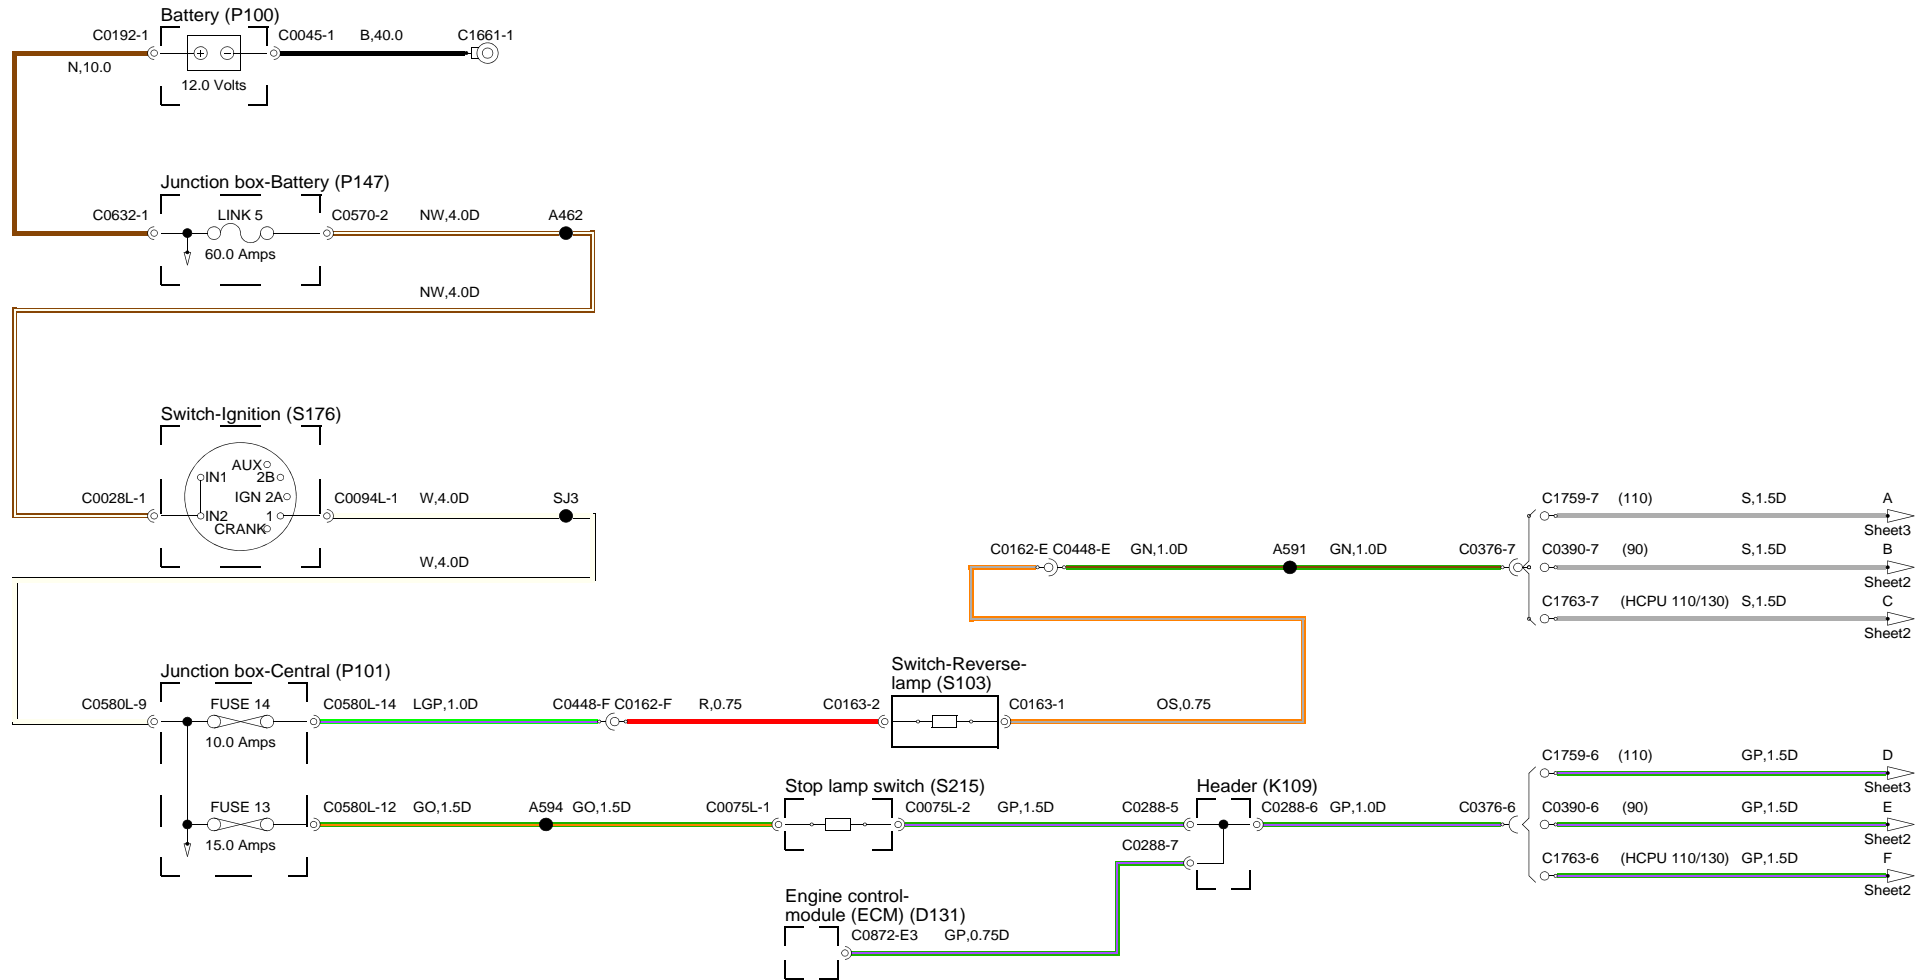 Battery (P100)
C0192-1
C0045-1
B,40.0
C1661-1
N,10.0
12.0 Volts
Junction box-Battery (P147)
C0632-1
LINK 5
C0570-2
NW,4.0D
A462
60.0 Amps
NW,4.0D
Switch-Ignition (S176)
AUX
IN1
2B
IGN 2A
C0028L-1
IN2
1
CRANK
C0094L-1
W,4.0D
SJ3
W,4.0D
C1759-7
(110)
S,1.5D
A
Sheet3
C0162-E
C0448-E
GN,1.0D
A591
GN,1.0D
C0376-7
C0390-7
(90)
S,1.5D
B
Sheet2
C1763-7
(HCPU 110/130)
S,1.5D
C
Sheet2
Junction box-Central (P101)
Switch-Reverse-
lamp (S103)
C0580L-9
FUSE 14
C0580L-14
LGP,1.0D
C0448-F
C0162-F
R,0.75
C0163-2
C0163-1
OS,0.75
10.0 Amps
C1759-6
(110)
GP,1.5D
D
Sheet3
Stop lamp switch (S215)
Header (K109)
FUSE 13
C0580L-12
GO,1.5D
A594
GO,1.5D
C0075L-1
C0075L-2
GP,1.5D
C0288-5
C0288-6
GP,1.0D
C0376-6
C0390-6
(90)
GP,1.5D
E
Sheet2
15.0 Amps
C0288-7
C1763-6
(HCPU 110/130)
GP,1.5D
F
Sheet2
Engine control-
module (ECM) (D131)
C0872-E3
GP,0.75D